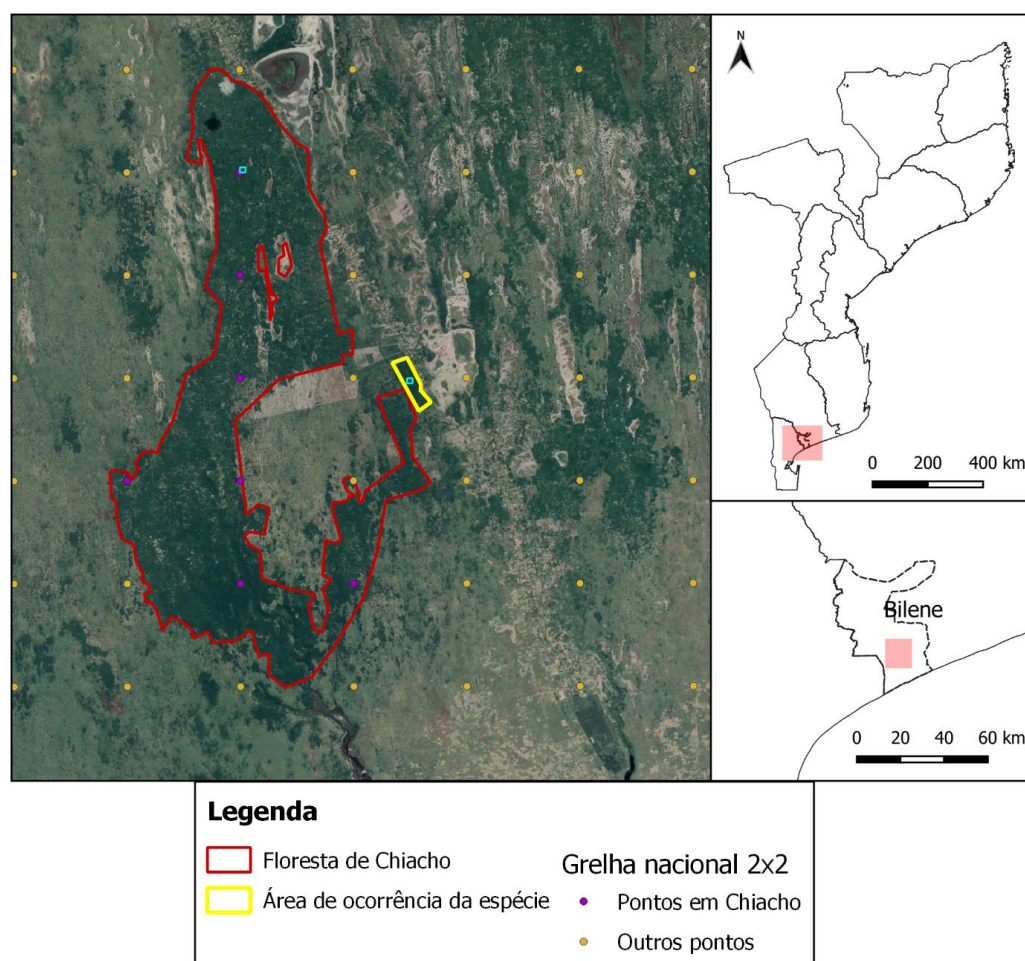 N
0 200 400 km
Bilene
0 20 40 60 km
Legenda
Floresta de Chiacho
Área de ocorrência da espécie
Grelha nacional 2x2
Pontos em Chiacho
Outros pontos